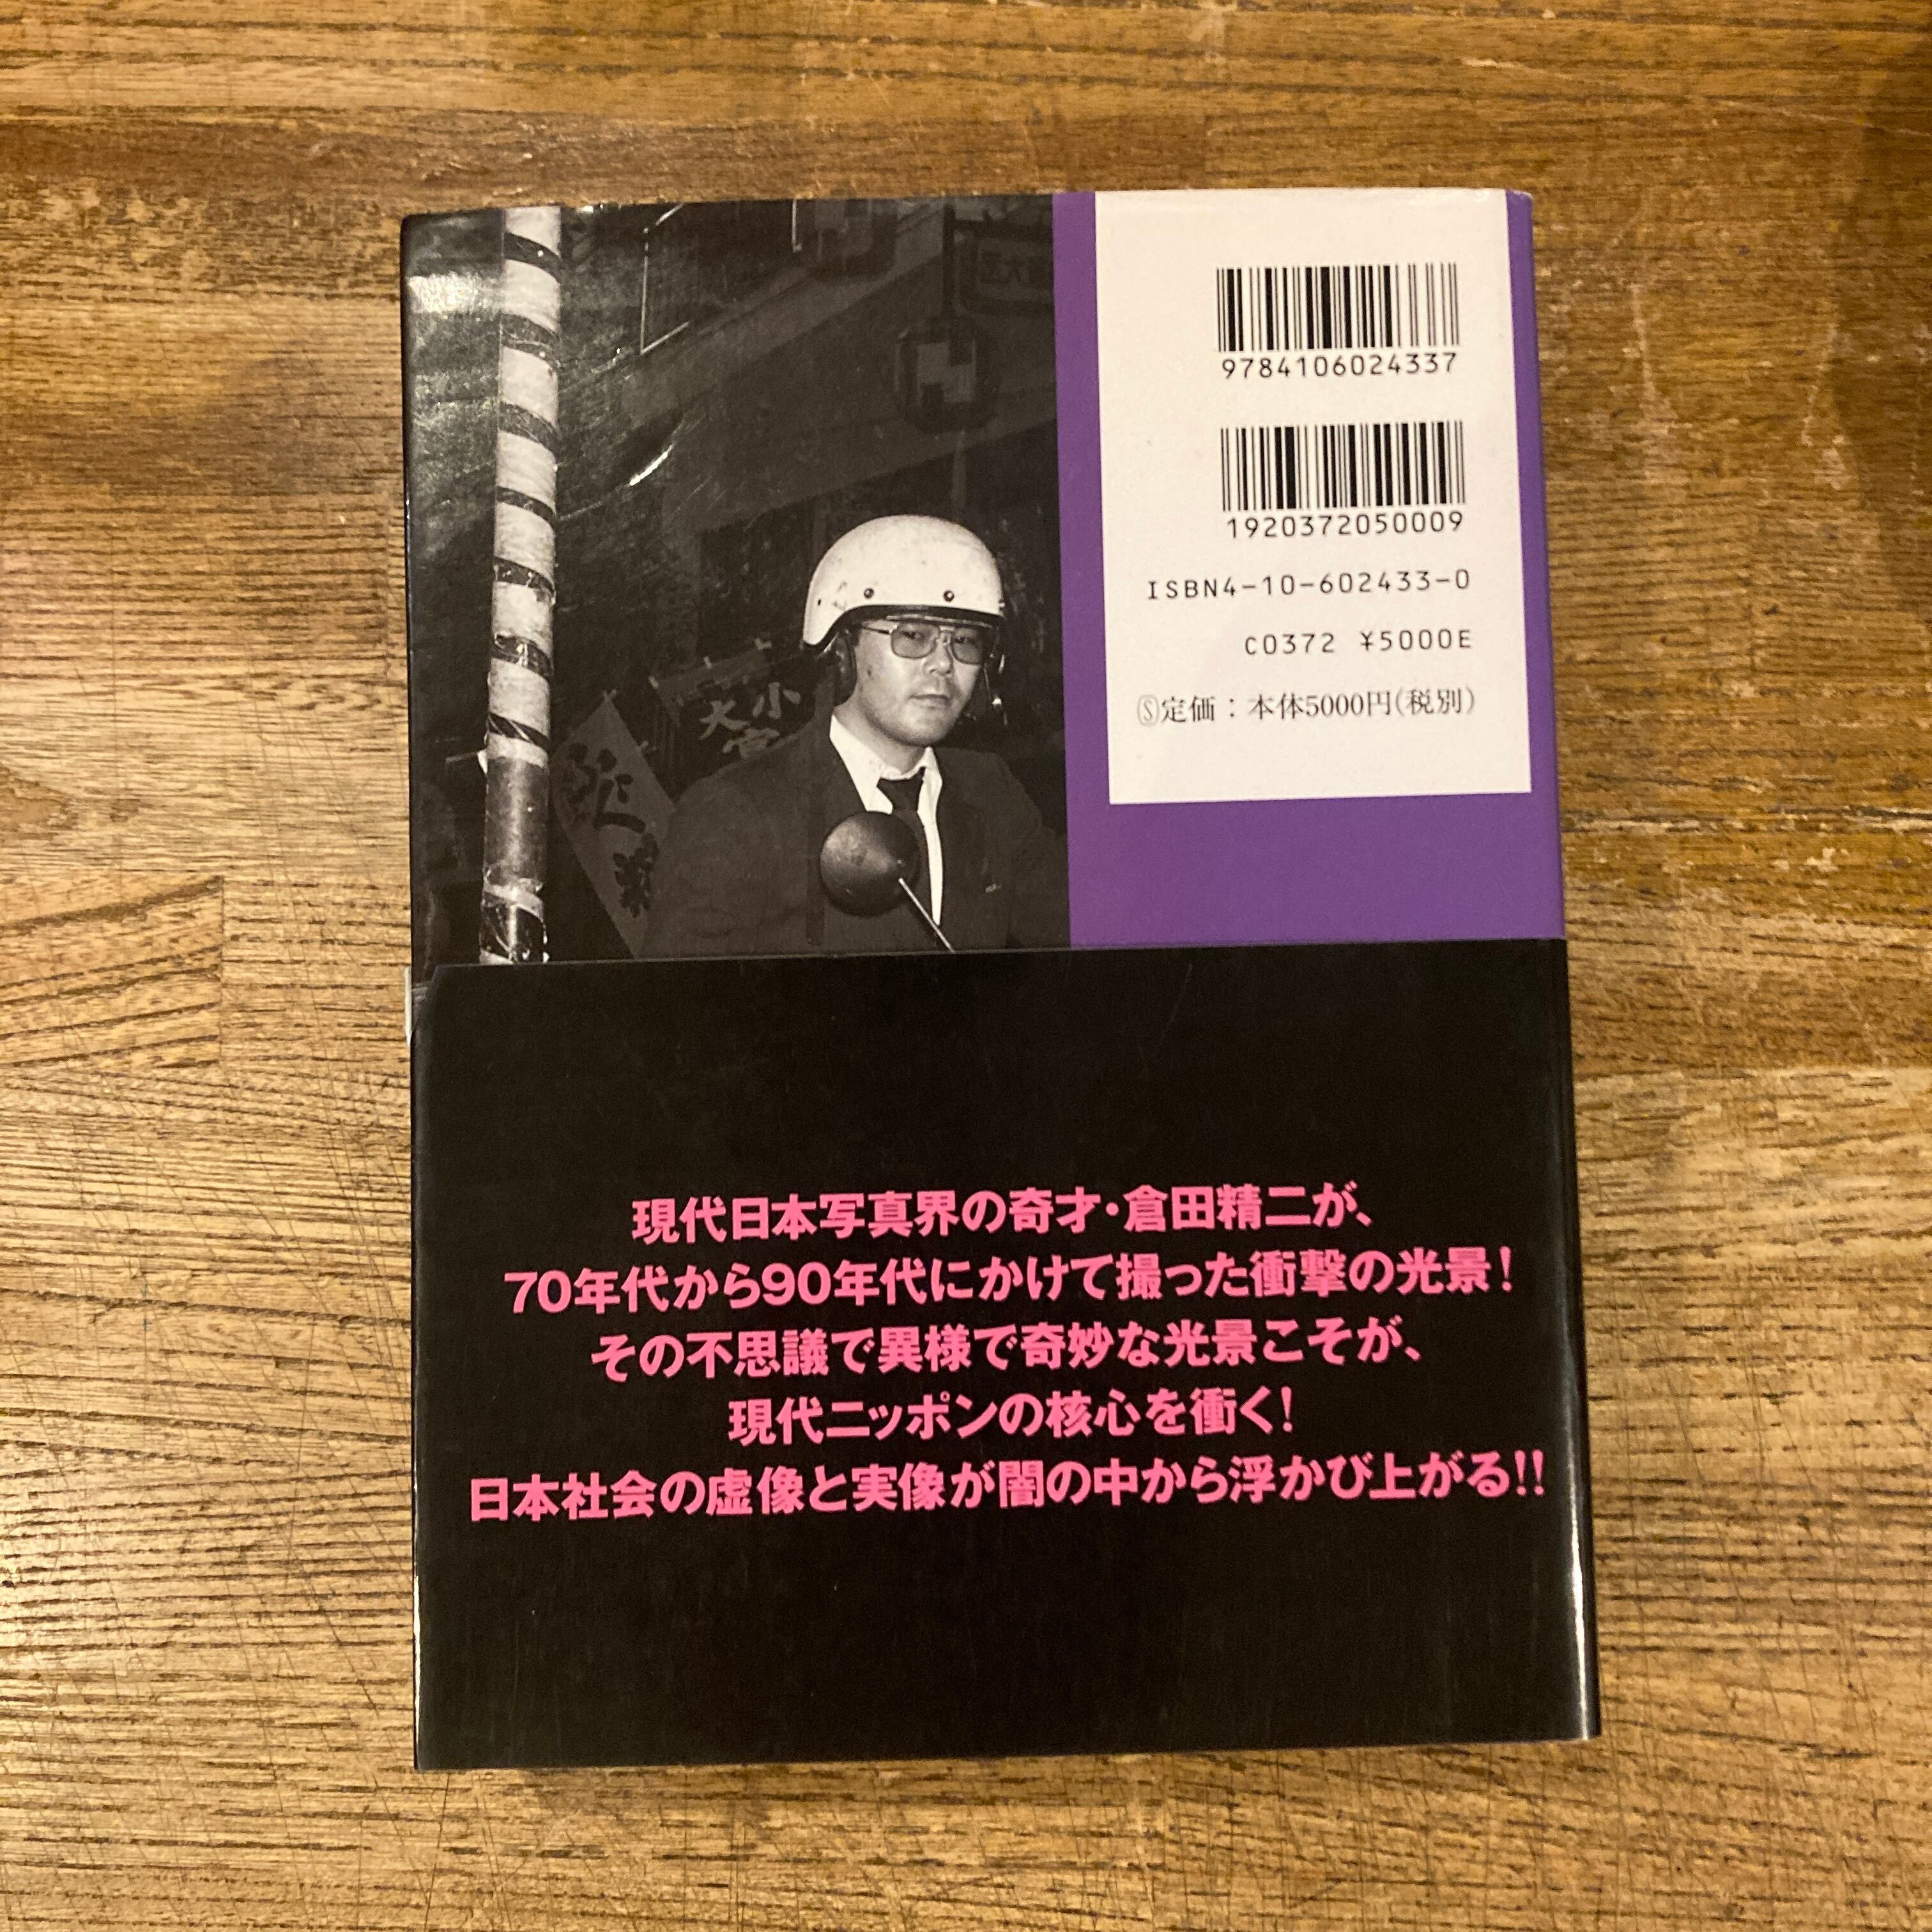 9784106024337
1920372050009
ISBN4-10-602433-0
C0372 ¥5000E
Ⓢ定価：本体5000円(税別)
小
大
宮
現代日本写真界の奇才・倉田精二が、
70年代から90年代にかけて撮った衝撃の光景！
その不思議で異様で奇妙な光景こそが、
現代ニッポンの核心を衝く！
日本社会の虚像と実像が闇の中から浮かび上がる!!